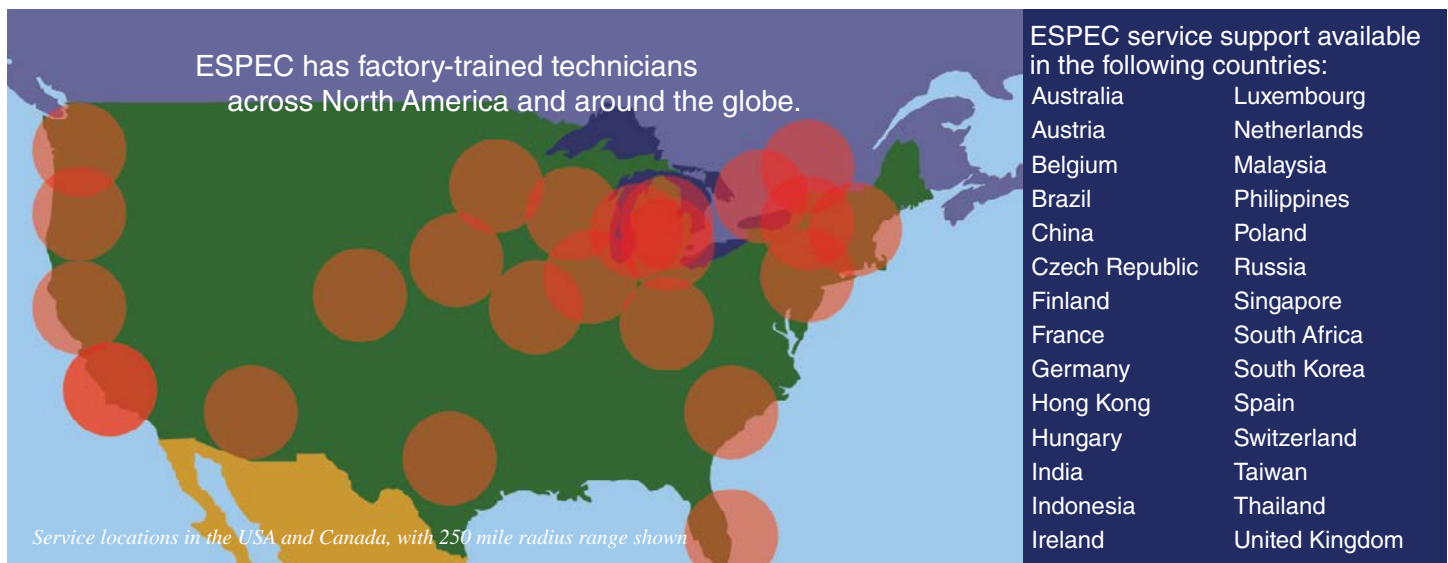 ESPEC has factory-trained technicians
across North America and around the globe.
Service locations in the USA and Canada, with 250 mile radius range shown
ESPEC service support available
in the following countries:
Australia
Austria
Belgium
Brazil
China
Czech Republic
Finland
France
Germany
Hong Kong
Hungary
India
Indonesia
Ireland
Luxembourg
Netherlands
Malaysia
Philippines
Poland
Russia
Singapore
South Africa
South Korea
Spain
Switzerland
Taiwan
Thailand
United Kingdom